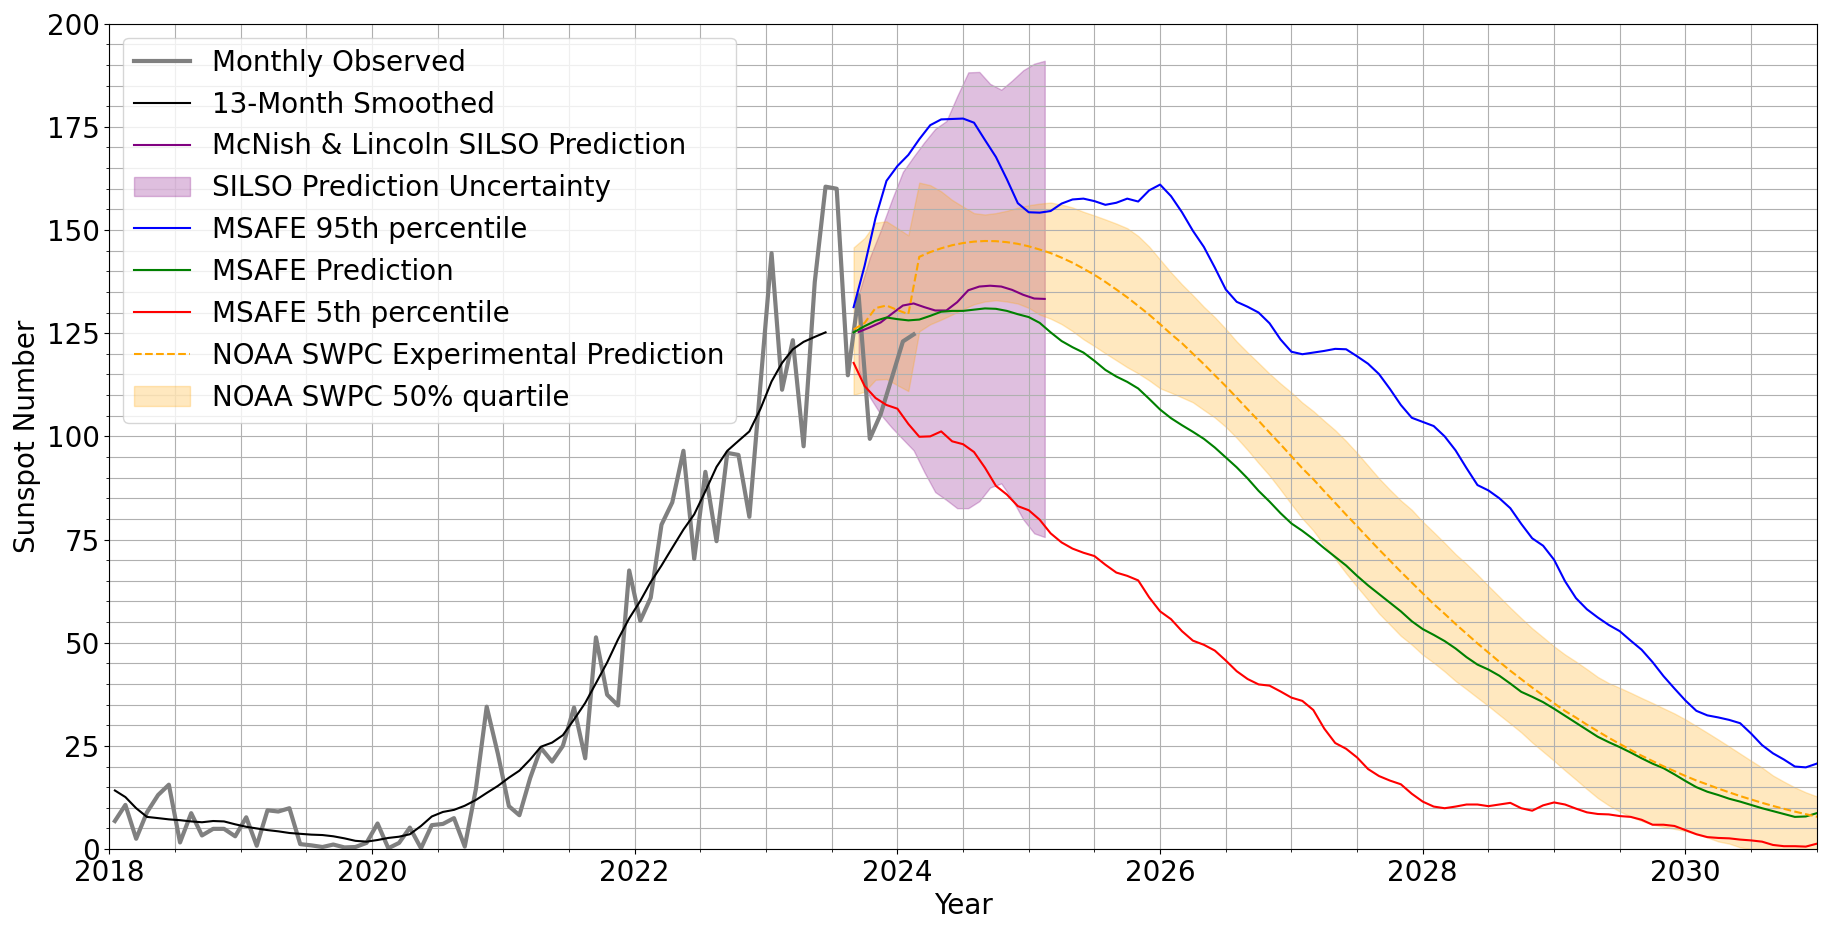 200
175
150
125
100
75
50
25
0
Sunspot Number
Monthly Observed
13-Month Smoothed
McNish & Lincoln SILSO Prediction
SILSO Prediction Uncertainty
MSAFE 95th percentile
MSAFE Prediction
MSAFE 5th percentile
NOAA SWPC Experimental Prediction
NOAA SWPC 50% quartile
2018 2020 2022 2024 2026 2028 2030
Year